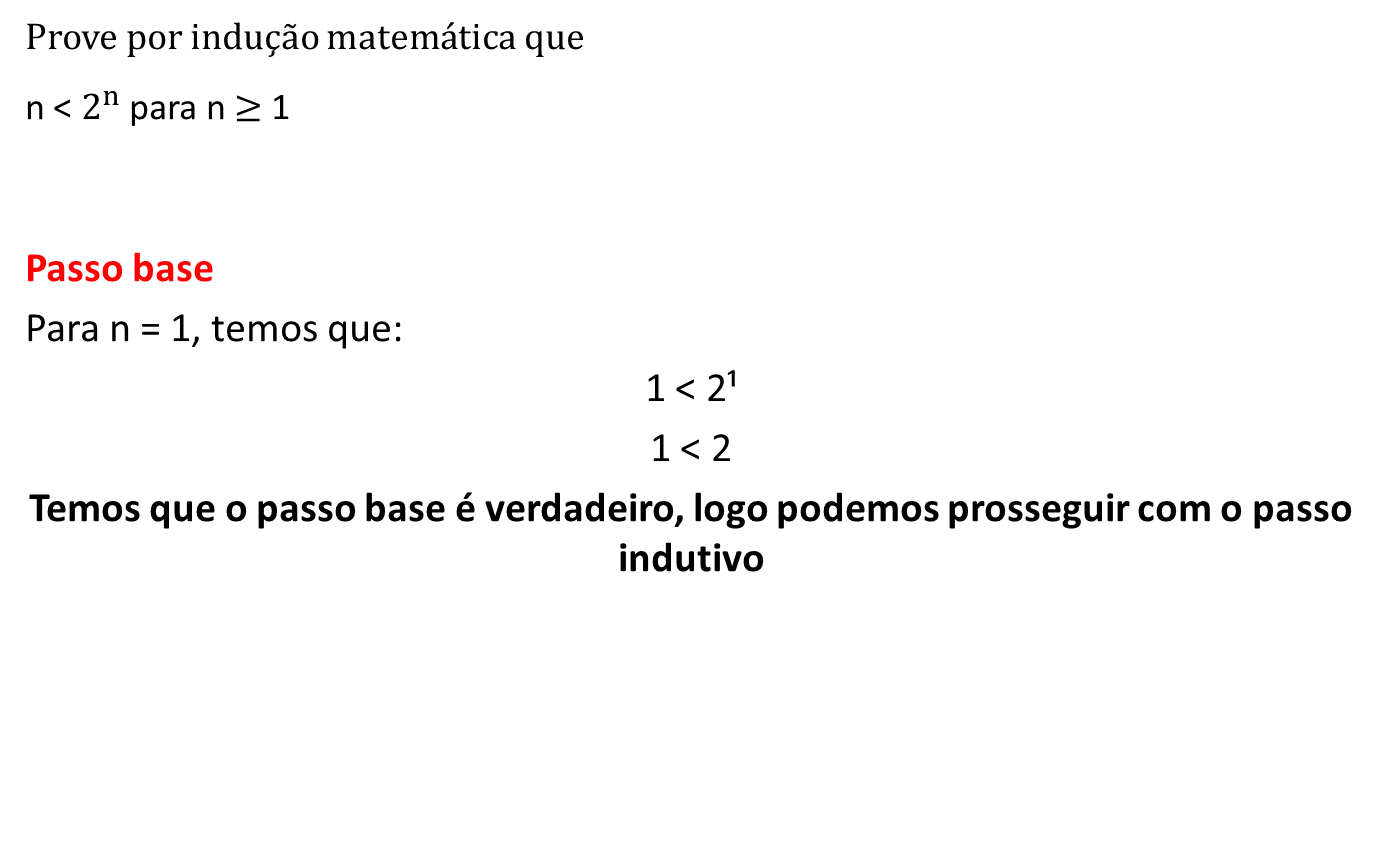 Prove por indução matemática que
n < 2ⁿ para n ≥ 1
Passo base
Para n = 1, temos que:
1 < 2¹
1 < 2
Temos que o passo base é verdadeiro, logo podemos prosseguir com o passo
indutivo